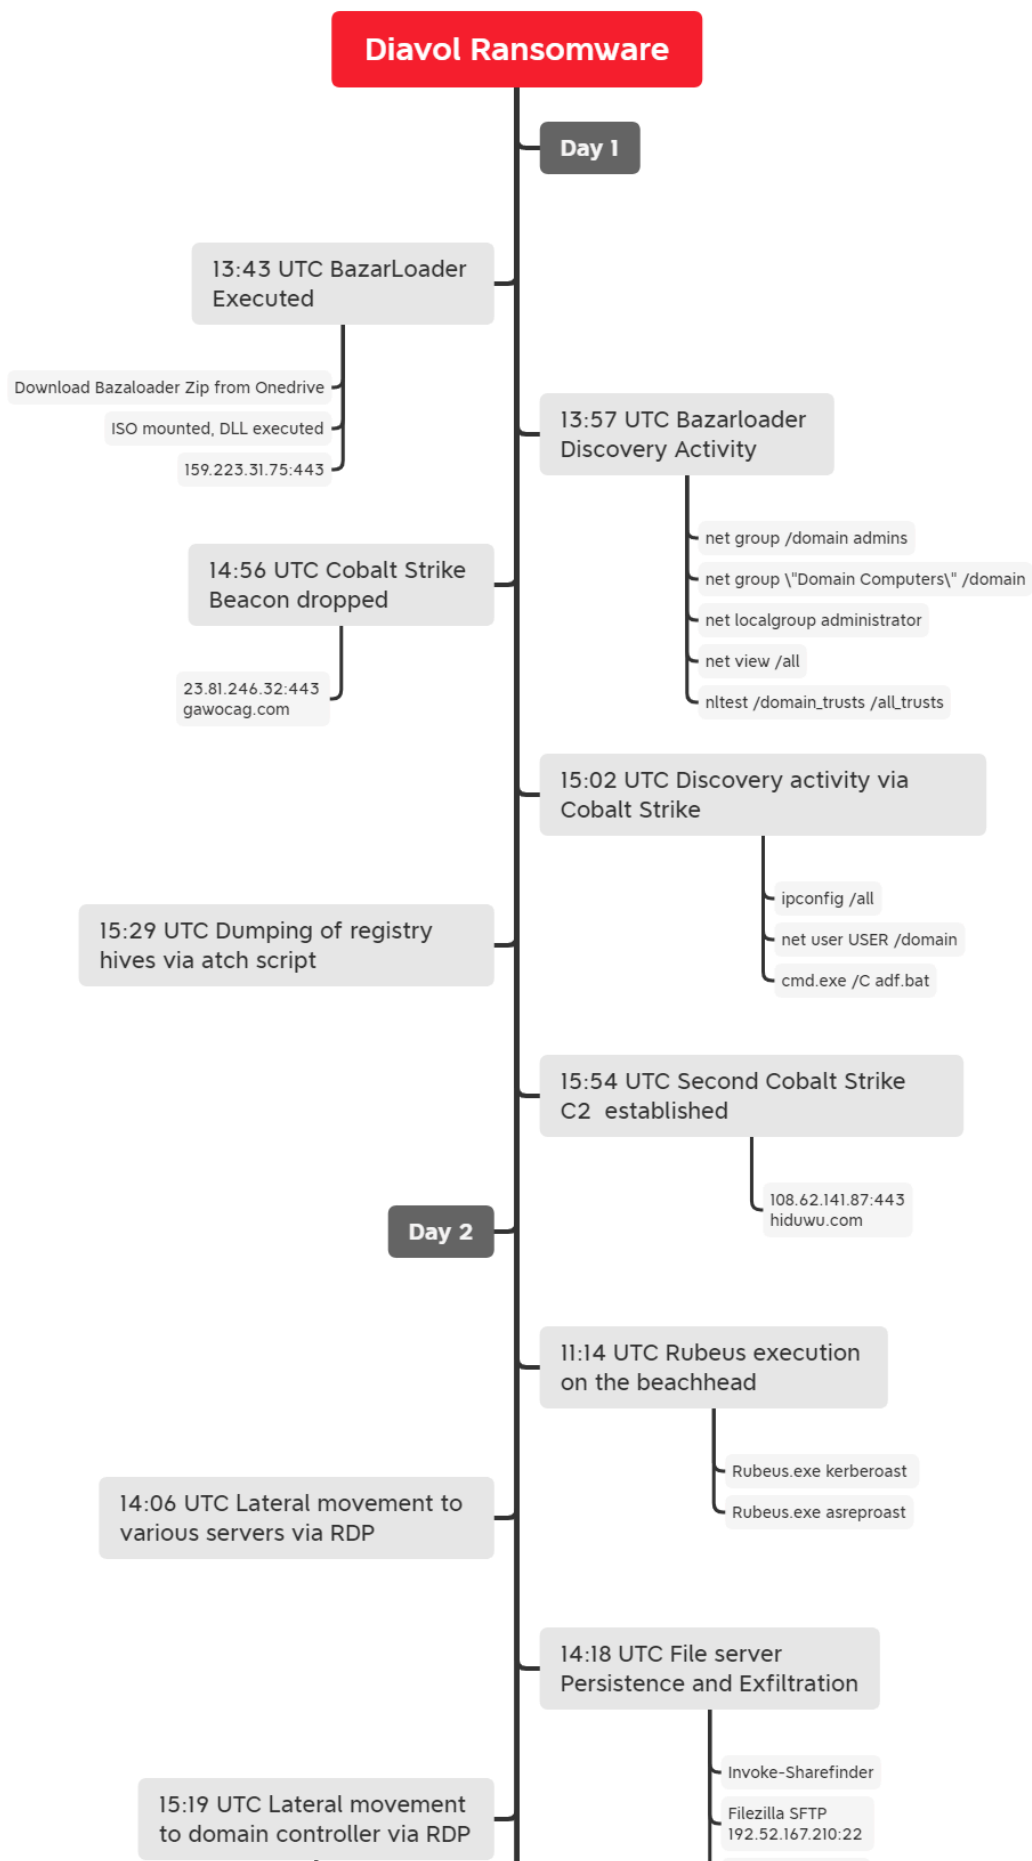 Diavol Ransomware
Day 1
13:43 UTC BazarLoader
Executed
Download Bazaloader Zip from Onedrive
ISO mounted, DLL executed
159.223.31.75:443
13:57 UTC Bazarloader
Discovery Activity
net group /domain admins
net group \"Domain Computers\" /domain
net localgroup administrator
net view /all
nltest /domain_trusts /all_trusts
14:56 UTC Cobalt Strike
Beacon dropped
23.81.246.32:443
gawocag.com
15:02 UTC Discovery activity via
Cobalt Strike
ipconfig /all
net user USER /domain
cmd.exe /C adf.bat
15:29 UTC Dumping of registry
hives via atch script
15:54 UTC Second Cobalt Strike
C2  established
108.62.141.87:443
hiduwu.com
Day 2
11:14 UTC Rubeus execution
on the beachhead
Rubeus.exe kerberoast
Rubeus.exe asreproast
14:06 UTC Lateral movement to
various servers via RDP
14:18 UTC File server
Persistence and Exfiltration
Invoke-Sharefinder
Filezilla SFTP
192.52.167.210:22
15:19 UTC Lateral movement
to domain controller via RDP